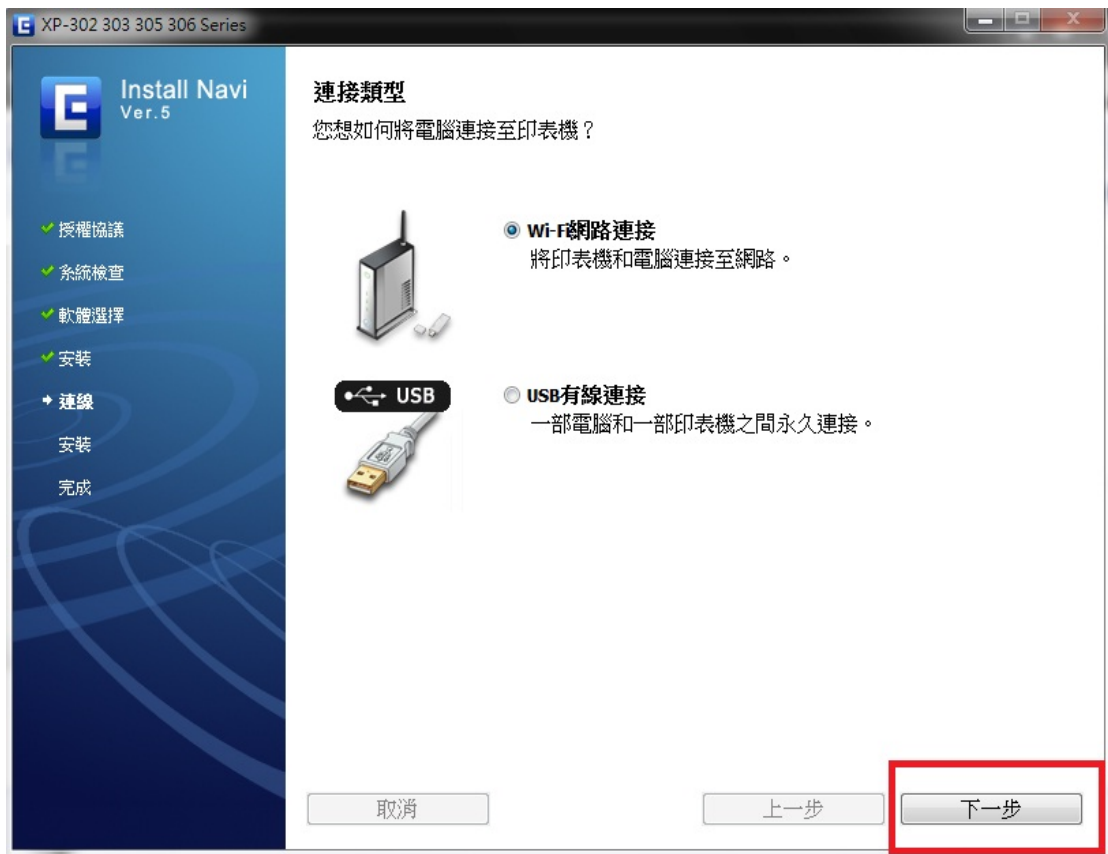 XP-302 303 305 306 Series
Install Navi
Ver.5
授權協議
系統檢查
軟體選擇
安裝
連線
安裝
完成
連接類型
您想如何將電腦連接至印表機？
Wi-Fi網路連接
將印表機和電腦連接至網路。
USB
USB有線連接
一部電腦和一部印表機之間永久連接。
取消
上一步
下一步